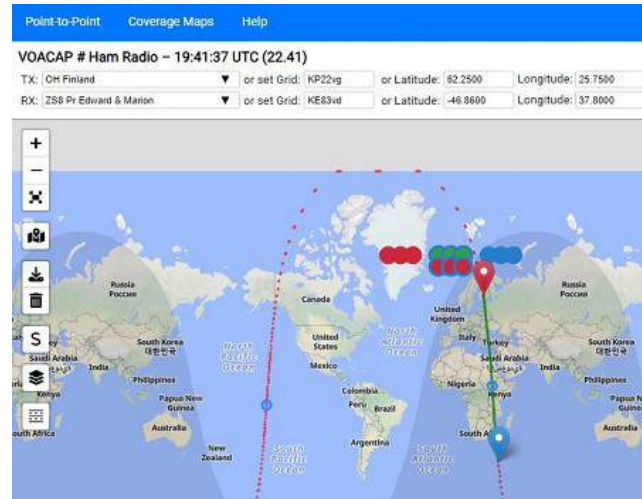 Point-to-Point Coverage Maps Help
VOACAP # Ham Radio – 19:41:37 UTC (22.41)
TX: OH Finland ▼ or set Grid: KP22vg or Latitude: 62.2500 Longitude: 25.7500
RX: ZS8 Pr Edward & Marion ▼ or set Grid: KE83vd or Latitude: -46.8600 Longitude: 37.8000
+
−
S
Russia
Россия
Canada
United Kingdom
Russia
Россия
South Korea
대한민국
North Pacific Ocean
United States
North Atlantic Ocean
Italy
Turkey
South Korea
대한민국
Saudi Arabia
India
Mexico
Saudi Arabia
India
Philippines
Kenya
Papua New Guinea
Colombia
Peru
Brazil
Nigeria
Kenya
Philippines
Papua New Guinea
South Africa
Australia
New Zealand
South Pacific Ocean
Argentina
South Atlantic Ocean
South A
Australia